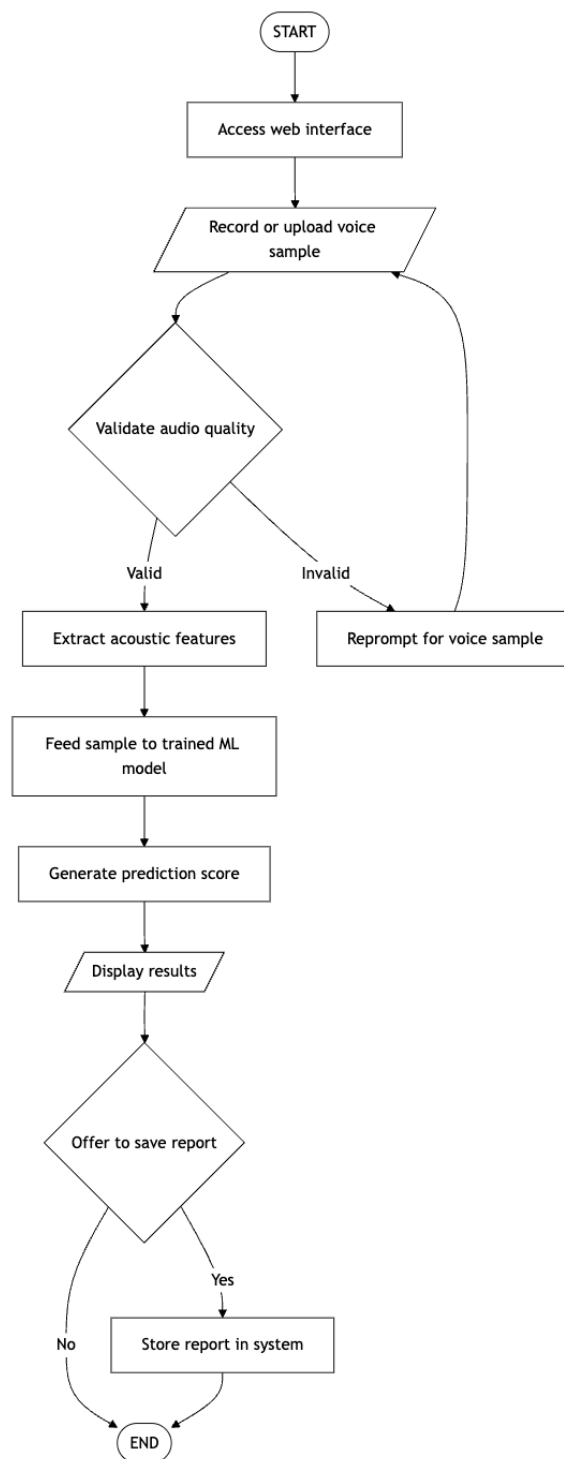 START
Access web interface
Record or upload voice
sample
Validate audio quality
Valid
Invalid
Extract acoustic features
Reprompt for voice sample
Feed sample to trained ML
model
Generate prediction score
Display results
Offer to save report
Yes
No
Store report in system
END